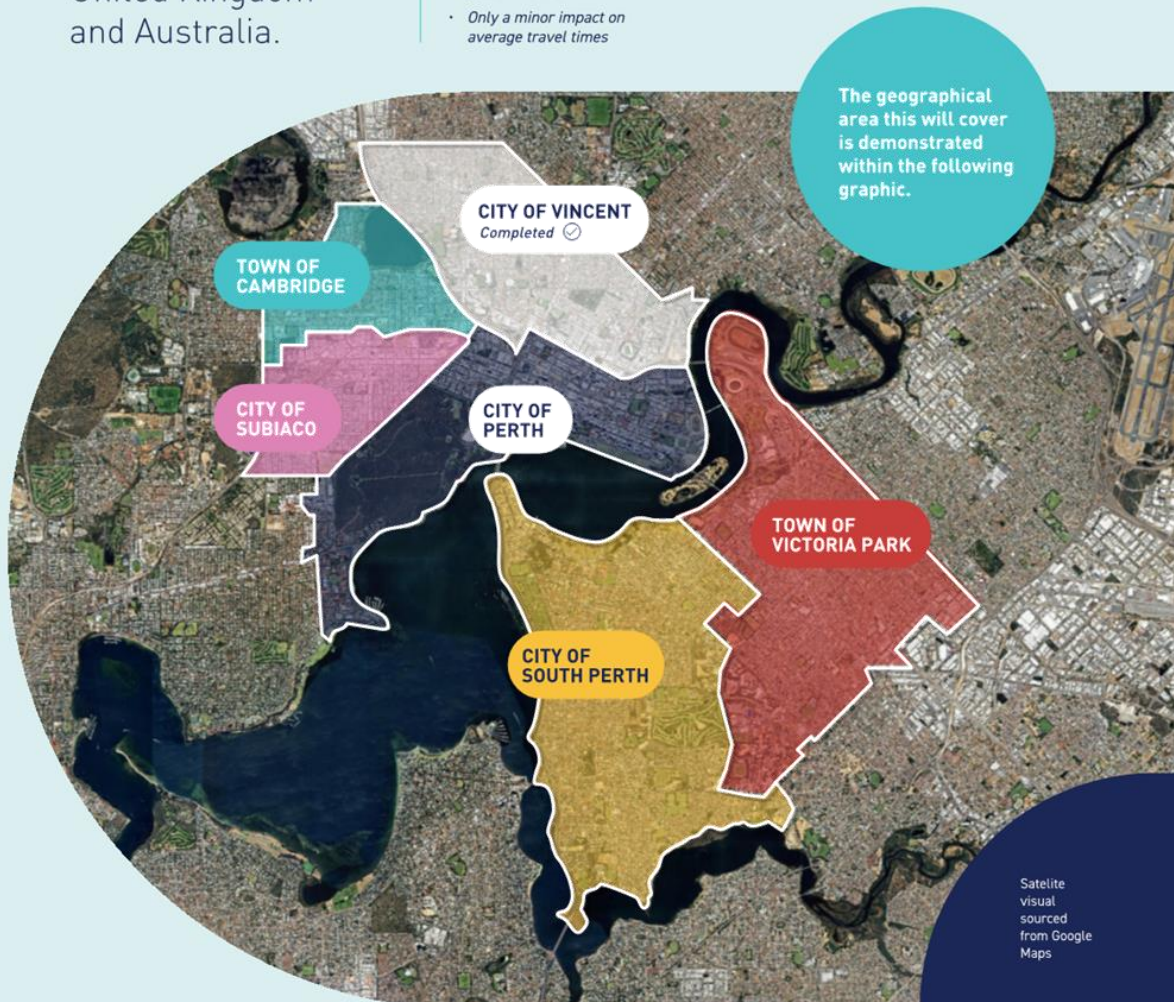 United Kingdom
and Australia.
· Only a minor impact on
average travel times
The geographical
area this will cover
is demonstrated
within the following
graphic.
CITY OF VINCENT
Completed
TOWN OF
CAMBRIDGE
CITY OF
SUBIACO
CITY OF
PERTH
TOWN OF
VICTORIA PARK
CITY OF
SOUTH PERTH
Satelite
visual
sourced
from Google
Maps